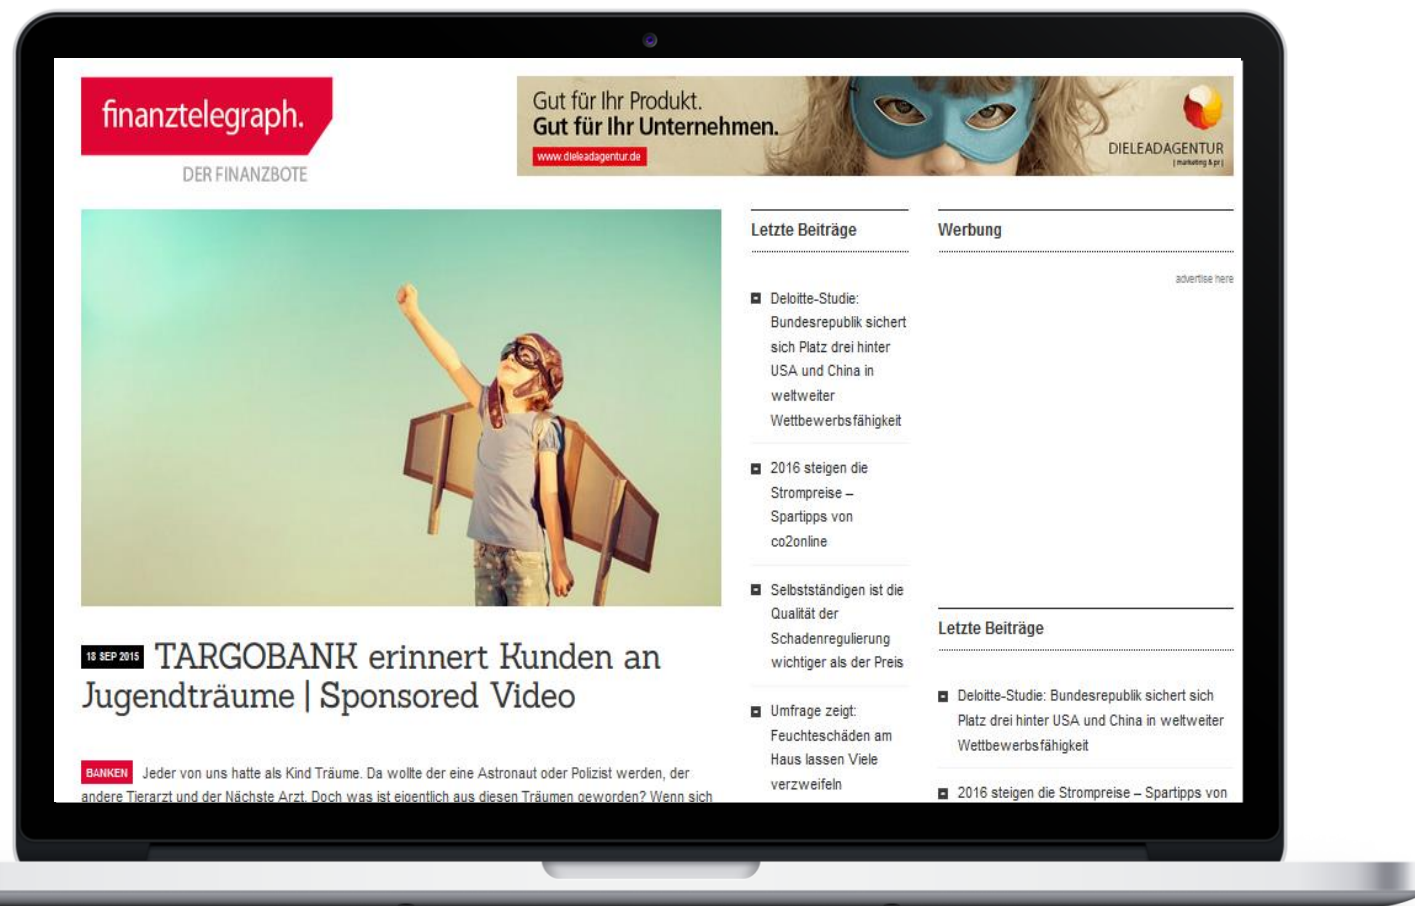 finanztelegraph.
DER FINANZBOTE
Gut für Ihr Produkt.
Gut für Ihr Unternehmen.
www.dieleadagentur.de
DIELEADAGENTUR
| marketing & pr |
18 SEP 2015 TARGOBANK erinnert Kunden an
Jugendträume | Sponsored Video
BANKEN Jeder von uns hatte als Kind Träume. Da wollte der eine Astronaut oder Polizist werden, der
andere Tierarzt und der Nächste Arzt. Doch was ist eigentlich aus diesen Träumen geworden? Wenn sich
Letzte Beiträge
Deloitte-Studie:
Bundesrepublik sichert
sich Platz drei hinter
USA und China in
weltweiter
Wettbewerbsfähigkeit
2016 steigen die
Strompreise –
Spartipps von
co2online
Selbstständigen ist die
Qualität der
Schadenregulierung
wichtiger als der Preis
Umfrage zeigt:
Feuchteschäden am
Haus lassen Viele
verzweifeln
Werbung
advertise here
Letzte Beiträge
Deloitte-Studie: Bundesrepublik sichert sich
Platz drei hinter USA und China in weltweiter
Wettbewerbsfähigkeit
2016 steigen die Strompreise – Spartipps von